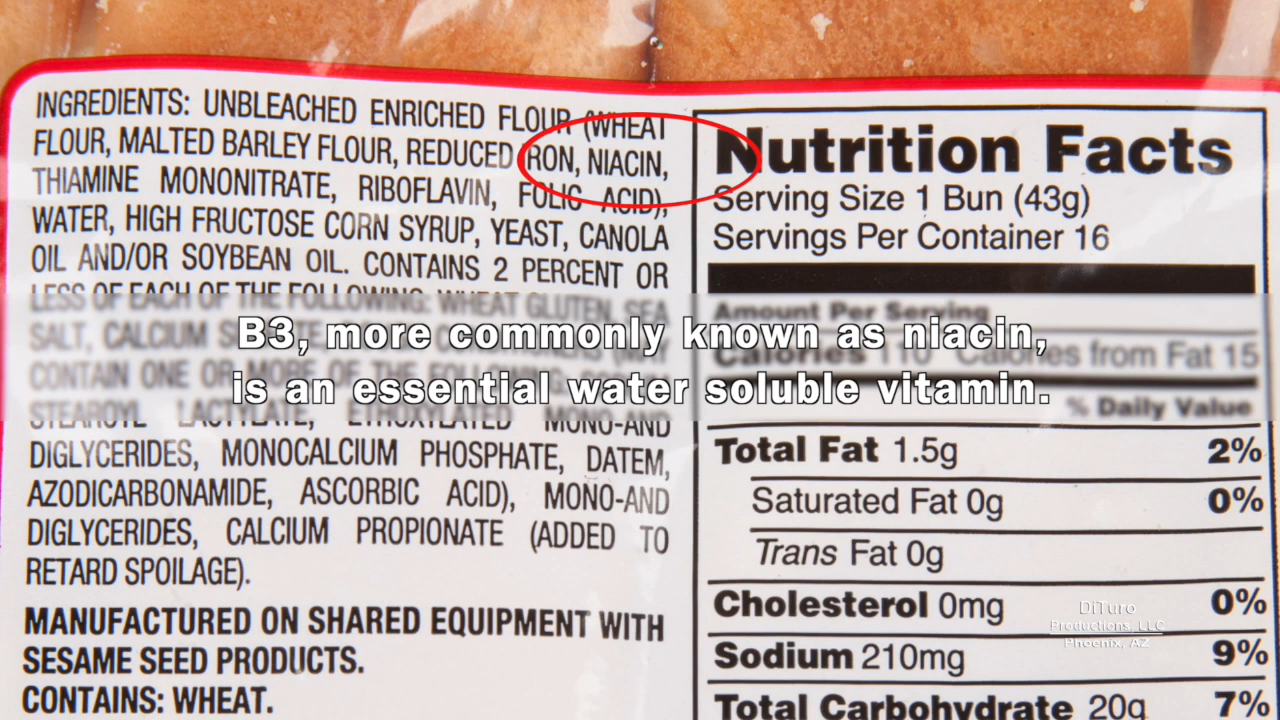 INGREDIENTS: UNBLEACHED ENRICHED FLOUR (WHEAT
FLOUR, MALTED BARLEY FLOUR, REDUCED IRON, NIACIN,
THIAMINE MONONITRATE, RIBOFLAVIN, FOLIC ACID),
WATER, HIGH FRUCTOSE CORN SYRUP, YEAST, CANOLA
OIL AND/OR SOYBEAN OIL. CONTAINS 2 PERCENT OR
LESS OF EACH OF THE FOLLOWING: WHEAT GLUTEN, SEA
SALT, CALCIUM
CONTAIN ONE OR MORE OF THE FOLLOWING:
STEAROYL LACTYLATE, ETHOXYLATED MONO-AND
DIGLYCERIDES, MONOCALCIUM PHOSPHATE, DATEM,
AZODICARBONAMIDE, ASCORBIC ACID), MONO-AND
DIGLYCERIDES, CALCIUM PROPIONATE (ADDED TO
RETARD SPOILAGE).
MANUFACTURED ON SHARED EQUIPMENT WITH
SESAME SEED PRODUCTS.
CONTAINS: WHEAT.
Nutrition Facts
Serving Size 1 Bun (43g)
Servings Per Container 16
Amount Per Serving
Calories 110 Calories from Fat 15
% Daily Value
Total Fat 1.5g 2%
Saturated Fat 0g 0%
Trans Fat 0g
Cholesterol 0mg 0%
Sodium 210mg 9%
Total Carbohydrate 20g 7%
B3, more commonly known as niacin,
is an essential water soluble vitamin.
DiTuro
Productions, LLC
Phoenix, AZ